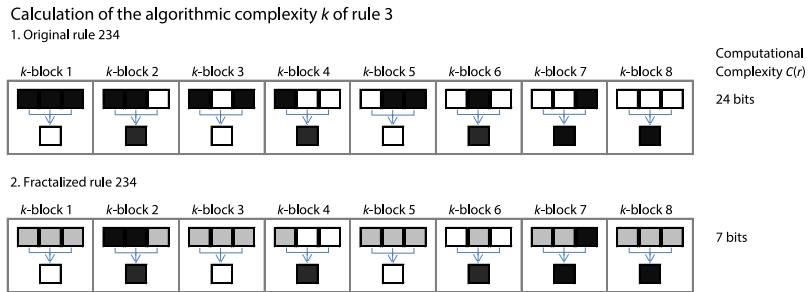 Calculation of the algorithmic complexity k of rule 3
1. Original rule 234
Computational
Complexity C(r)
k-block 1 k-block 2 k-block 3 k-block 4 k-block 5 k-block 6 k-block 7 k-block 8
24 bits
2. Fractalized rule 234
k-block 1 k-block 2 k-block 3 k-block 4 k-block 5 k-block 6 k-block 7 k-block 8
7 bits